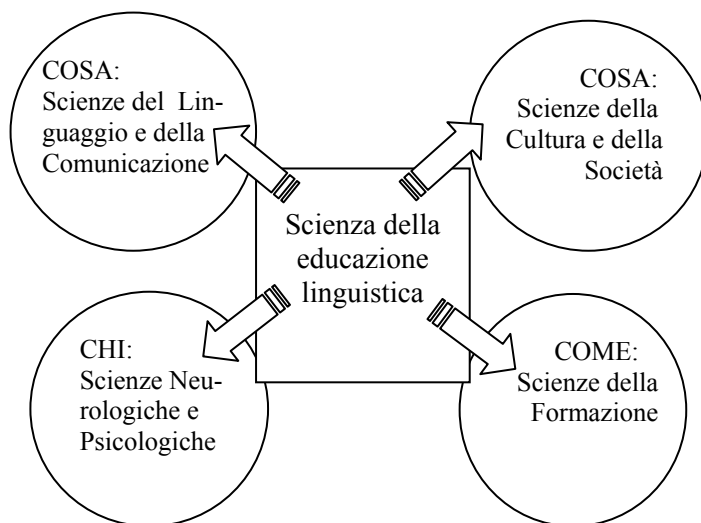 COSA:
Scienze del Lin-
guaggio e della
Comunicazione
COSA:
Scienze della
Cultura e della
Società
Scienza della
educazione
linguistica
CHI:
Scienze Neu-
rologiche e
Psicologiche
COME:
Scienze della
Formazione